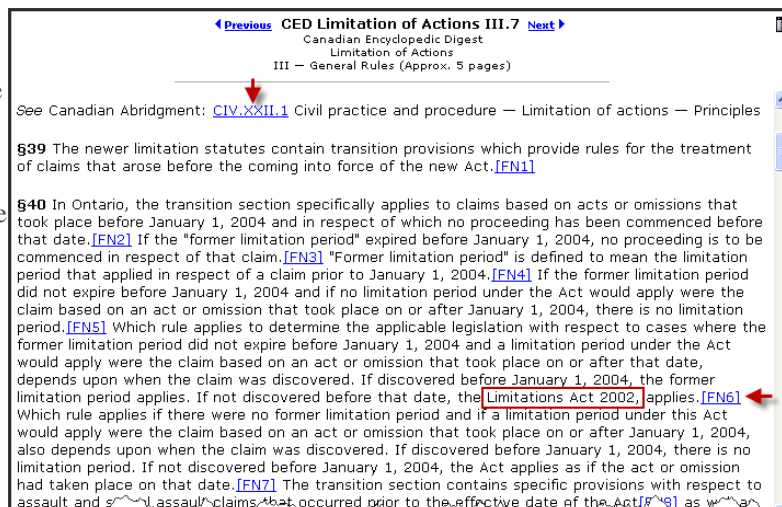 Previous CED Limitation of Actions III.7 Next
Canadian Encyclopedic Digest
Limitation of Actions
III — General Rules (Approx. 5 pages)
See Canadian Abridgment: CIV.XXII.1 Civil practice and procedure — Limitation of actions — Principles
§39 The newer limitation statutes contain transition provisions which provide rules for the treatment
of claims that arose before the coming into force of the new Act.[FN1]
§40 In Ontario, the transition section specifically applies to claims based on acts or omissions that
took place before January 1, 2004 and in respect of which no proceeding has been commenced before
that date.[FN2] If the "former limitation period" expired before January 1, 2004, no proceeding is to be
commenced in respect of that claim.[FN3] "Former limitation period" is defined to mean the limitation
period that applied in respect of a claim prior to January 1, 2004.[FN4] If the former limitation period
did not expire before January 1, 2004 and if no limitation period under the Act would apply were the
claim based on an act or omission that took place on or after January 1, 2004, there is no limitation
period.[FN5] Which rule applies to determine the applicable legislation with respect to cases where the
former limitation period did not expire before January 1, 2004 and a limitation period under the Act
would apply were the claim based on an act or omission that took place on or after that date,
depends upon when the claim was discovered. If discovered before January 1, 2004, the former
limitation period applies. If not discovered before that date, the Limitations Act 2002, applies.[FN6]
Which rule applies if there were no former limitation period and if a limitation period under this Act
would apply were the claim based on an act or omission that took place on or after January 1, 2004,
also depends upon when the claim was discovered. If discovered before January 1, 2004, there is no
limitation period. If not discovered before January 1, 2004, the Act applies as if the act or omission
had taken place on that date.[FN7] The transition section contains specific provisions with respect to
assault and sexual assault claims that occurred prior to the effective date of the Act[FN8] as